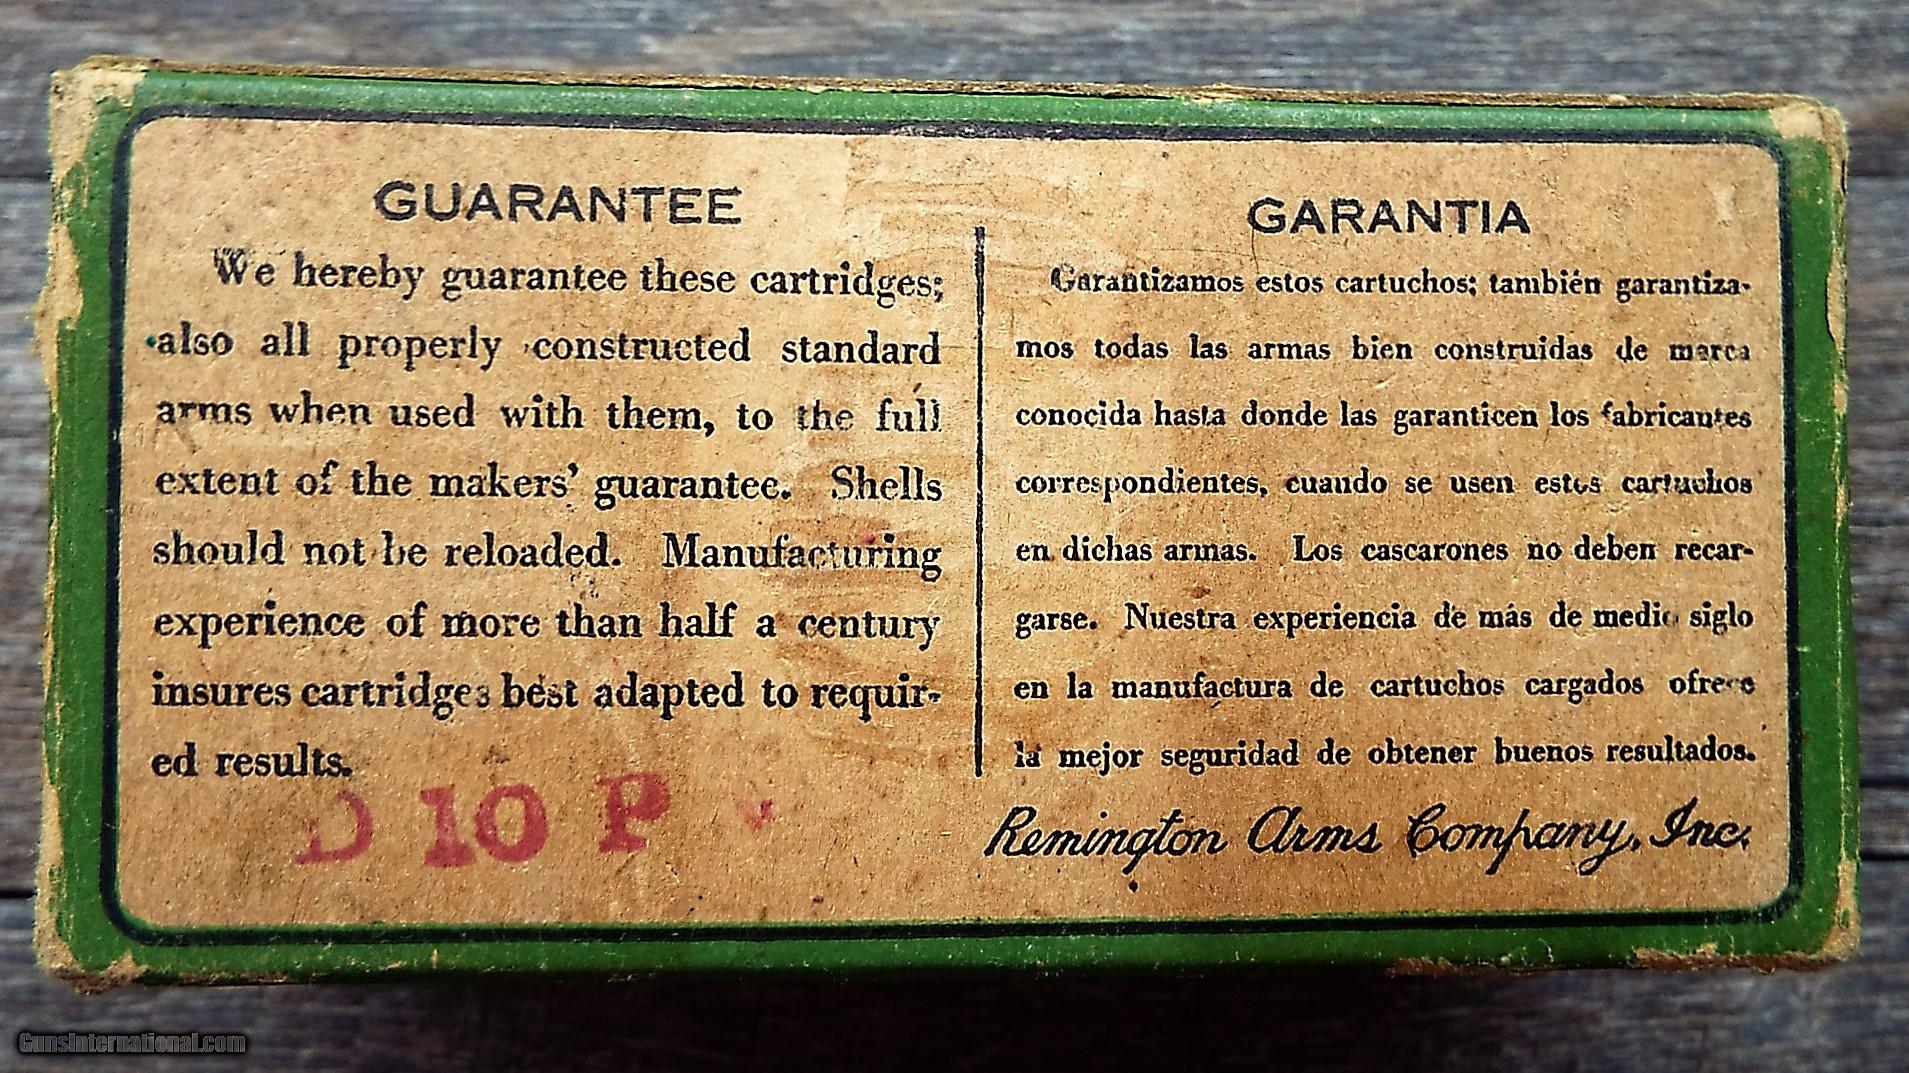 GUARANTEE
We hereby guarantee these cartridges;
also all properly constructed standard
arms when used with them, to the full
extent of the makers' guarantee. Shells
should not be reloaded. Manufacturing
experience of more than half a century
insures cartridges best adapted to requir-
ed results.
D 10 P
GARANTIA
Garantizamos estos cartuchos; también garantiza-
mos todas las armas bien construidas de marca
conocida hasta donde las garanticen los fabricantes
correspondientes, cuando se usen estos cartuchos
en dichas armas. Los cascarones no deben recar-
garse. Nuestra experiencia de más de medio siglo
en la manufactura de cartuchos cargados ofrece
la mejor seguridad de obtener buenos resultados.
Remington Arms Company, Inc.
GunsInternational.com